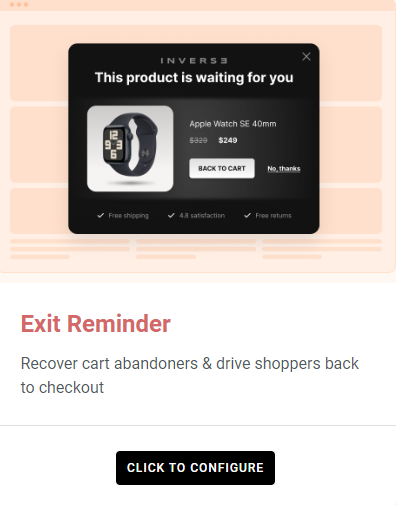 INVERSE
This product is waiting for you
Apple Watch SE 40mm
$329 $249
BACK TO CART No, thanks
Free shipping 4.8 satisfaction Free returns
Exit Reminder
Recover cart abandoners & drive shoppers back
to checkout
CLICK TO CONFIGURE